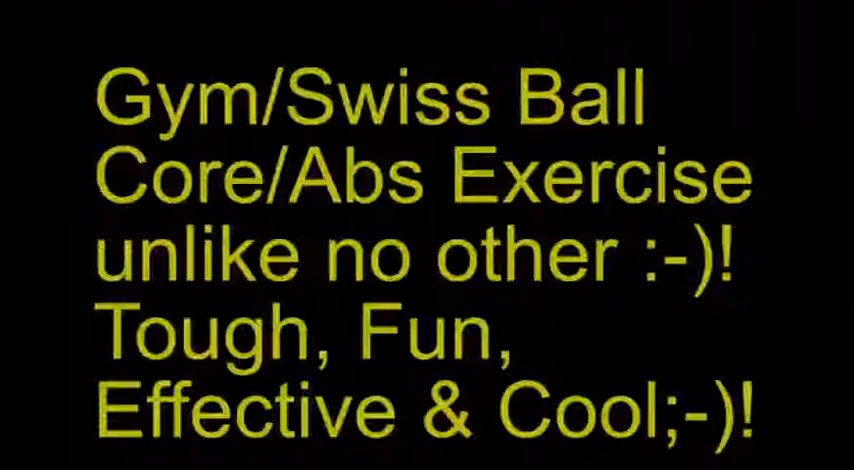 Gym/Swiss Ball
Core/Abs Exercise
unlike no other :-)!
Tough, Fun,
Effective & Cool;-)!